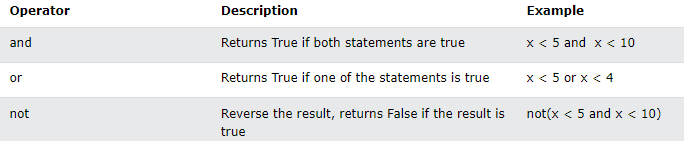 Operator Description Example
and Returns True if both statements are true x < 5 and  x < 10
or Returns True if one of the statements is true x < 5 or x < 4
not Reverse the result, returns False if the result is not(x < 5 and x < 10)
true